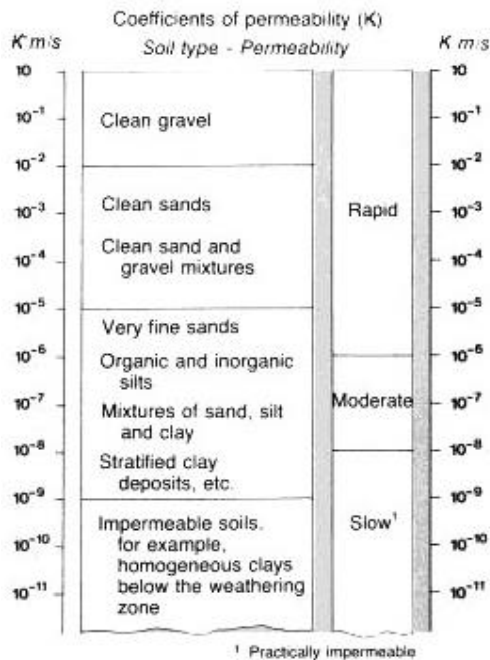 Coefficients of permeability (K)
K m/s Soil type - Permeability K m/s
10 10
10⁻¹ Clean gravel 10⁻¹
10⁻² 10⁻²
10⁻³ Clean sands Rapid 10⁻³
Clean sand and
10⁻⁴ gravel mixtures 10⁻⁴
10⁻⁵ 10⁻⁵
Very fine sands
10⁻⁶ Organic and inorganic 10⁻⁶
silts
10⁻⁷ Mixtures of sand, silt Moderate 10⁻⁷
and clay
10⁻⁸ Stratified clay 10⁻⁸
deposits, etc.
10⁻⁹ 10⁻⁹
Impermeable soils. Slow¹
10⁻¹⁰ for example, 10⁻¹⁰
homogeneous clays
10⁻¹¹ below the weathering 10⁻¹¹
zone
¹ Practically impermeable